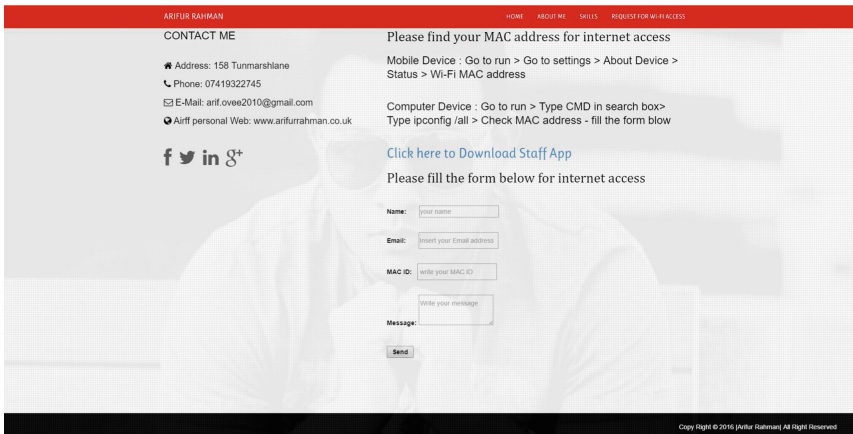 ARIFUR RAHMAN
HOME ABOUT ME SKILLS REQUEST FOR WI-FI ACCESS
CONTACT ME
Address: 158 Tunmarshlane
Phone: 07419322745
E-Mail: arif.ovee2010@gmail.com
Airff personal Web: www.arifurrahman.co.uk
f in g+
Please find your MAC address for internet access
Mobile Device : Go to run > Go to settings > About Device >
Status > Wi-Fi MAC address
Computer Device : Go to run > Type CMD in search box>
Type ipconfig /all > Check MAC address - fill the form blow
Click here to Download Staff App
Please fill the form below for internet access
Name: your name
Email: Insert your Email address
MAC ID: write your MAC ID
Write your message
Message:
Send
Copy Right © 2016 |Arifur Rahman| All Right Reserved